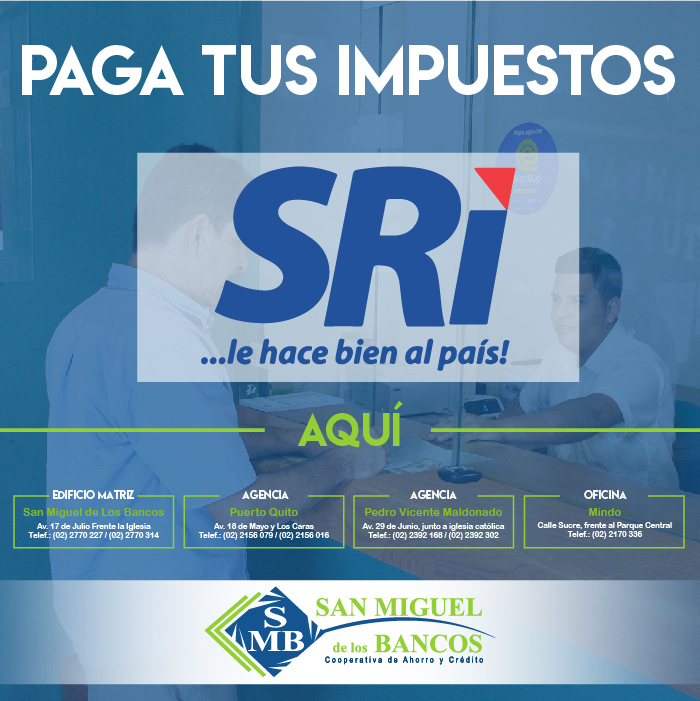 PAGA TUS IMPUESTOS
SRi
...le hace bien al país!
AQUÍ
EDIFICIO MATRIZ
San Miguel de Los Bancos
Av. 17 de Julio Frente la Iglesia
Telef.: (02) 2770 227 / (02) 2770 314
AGENCIA
Puerto Quito
Av. 18 de Mayo y Los Caras
Telef.: (02) 2156 079 / (02) 2156 016
AGENCIA
Pedro Vicente Maldonado
Av. 29 de Junio, junto a iglesia católica
Telef.: (02) 2392 168 / (02) 2392 302
OFICINA
Mindo
Calle Sucre, frente al Parque Central
Telef.: (02) 2170 336
S
MB
SAN MIGUEL
de los BANCOS
Cooperativa de Ahorro y Crédito